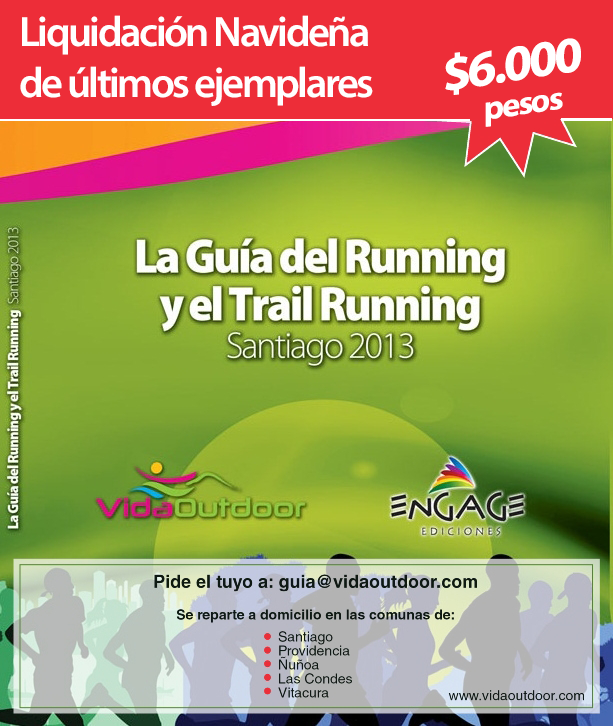 Liquidación Navideña
de últimos ejemplares
$6.000
pesos
La Guía del Running y el Trail Running Santiago 2013
La Guía del Running
y el Trail Running
Santiago 2013
VidaOutdoor
ENGAGE
EDICIONES
Pide el tuyo a: guia@vidaoutdoor.com
Se reparte a domicilio en las comunas de:
• Santiago
• Providencia
• Ñuñoa
• Las Condes
• Vitacura
www.vidaoutdoor.com